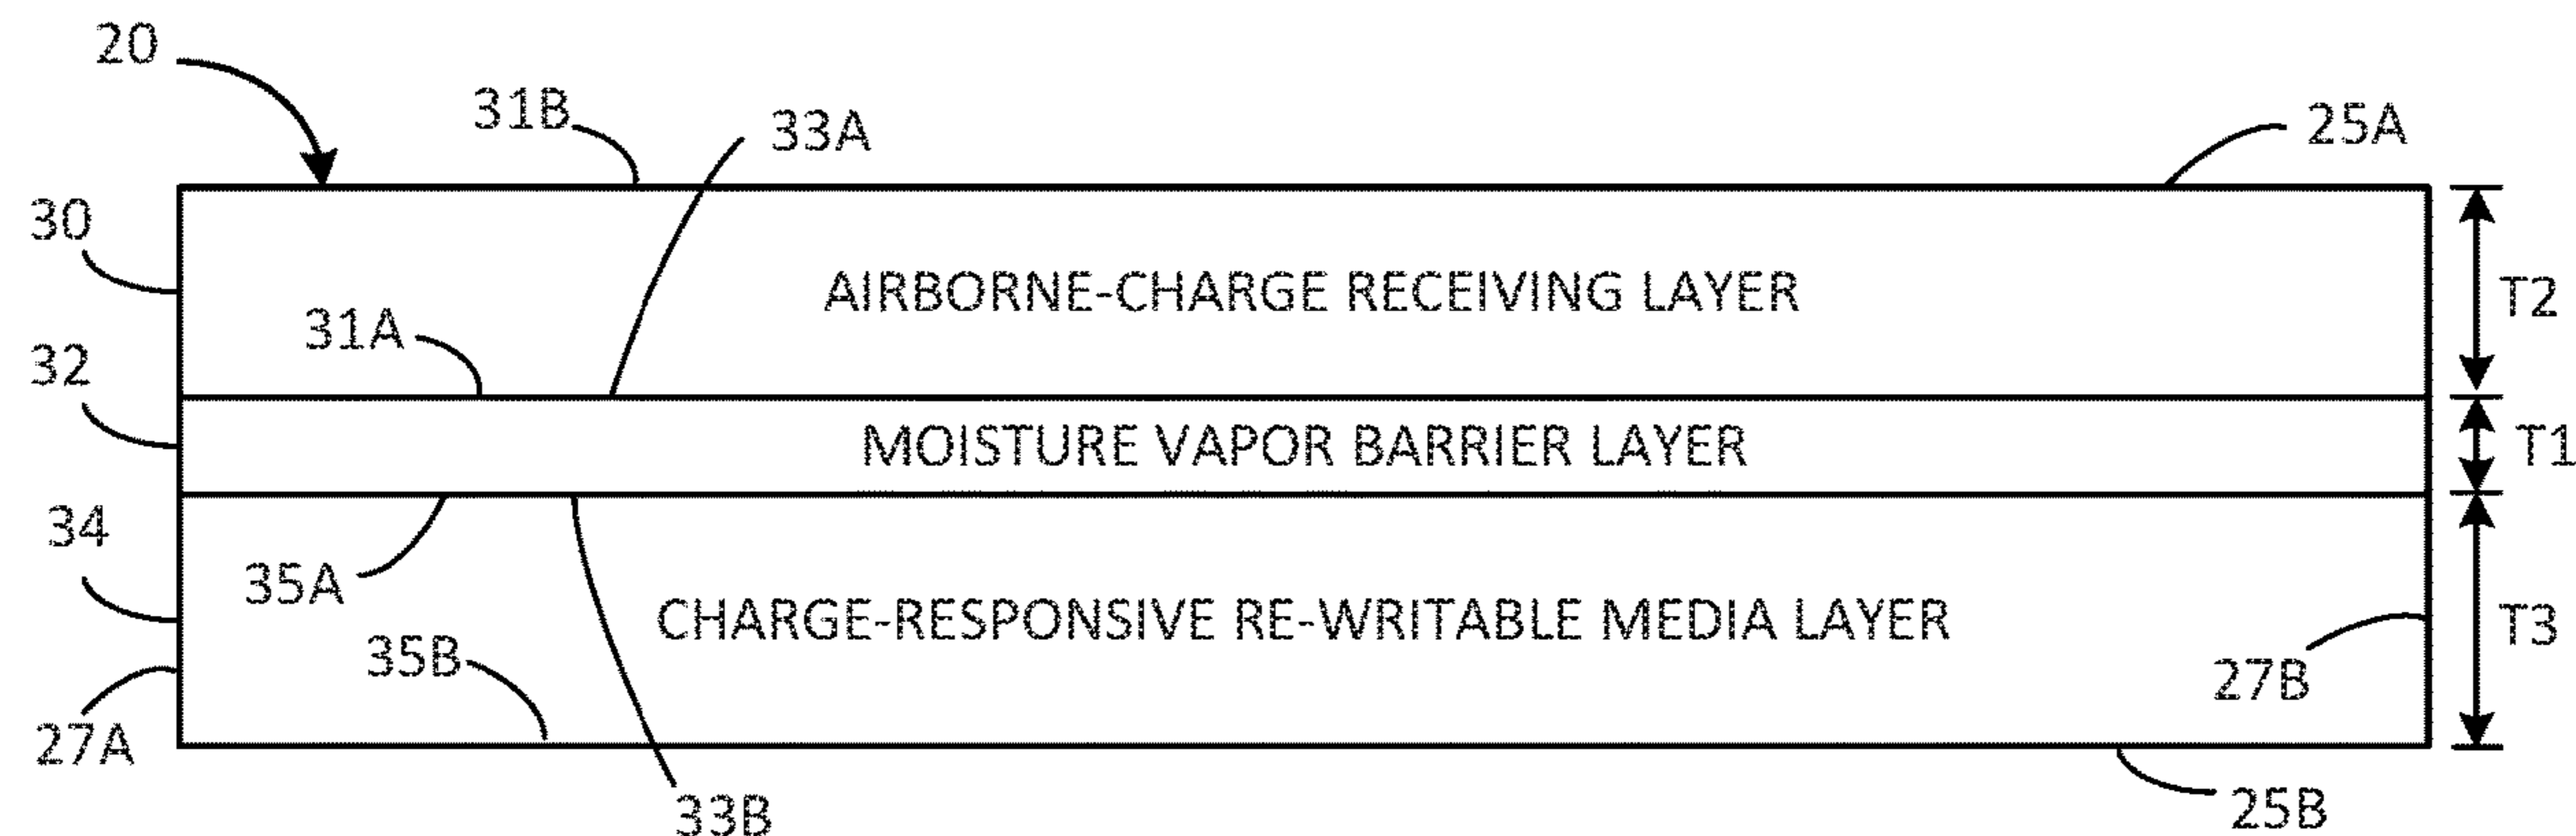 20
31B
33A
25A
30
AIRBORNE-CHARGE RECEIVING LAYER
T2
31A
32
MOISTURE VAPOR BARRIER LAYER
T1
34
35A
CHARGE-RESPONSIVE RE-WRITABLE MEDIA LAYER
T3
35B
27B
27A
33B
25B